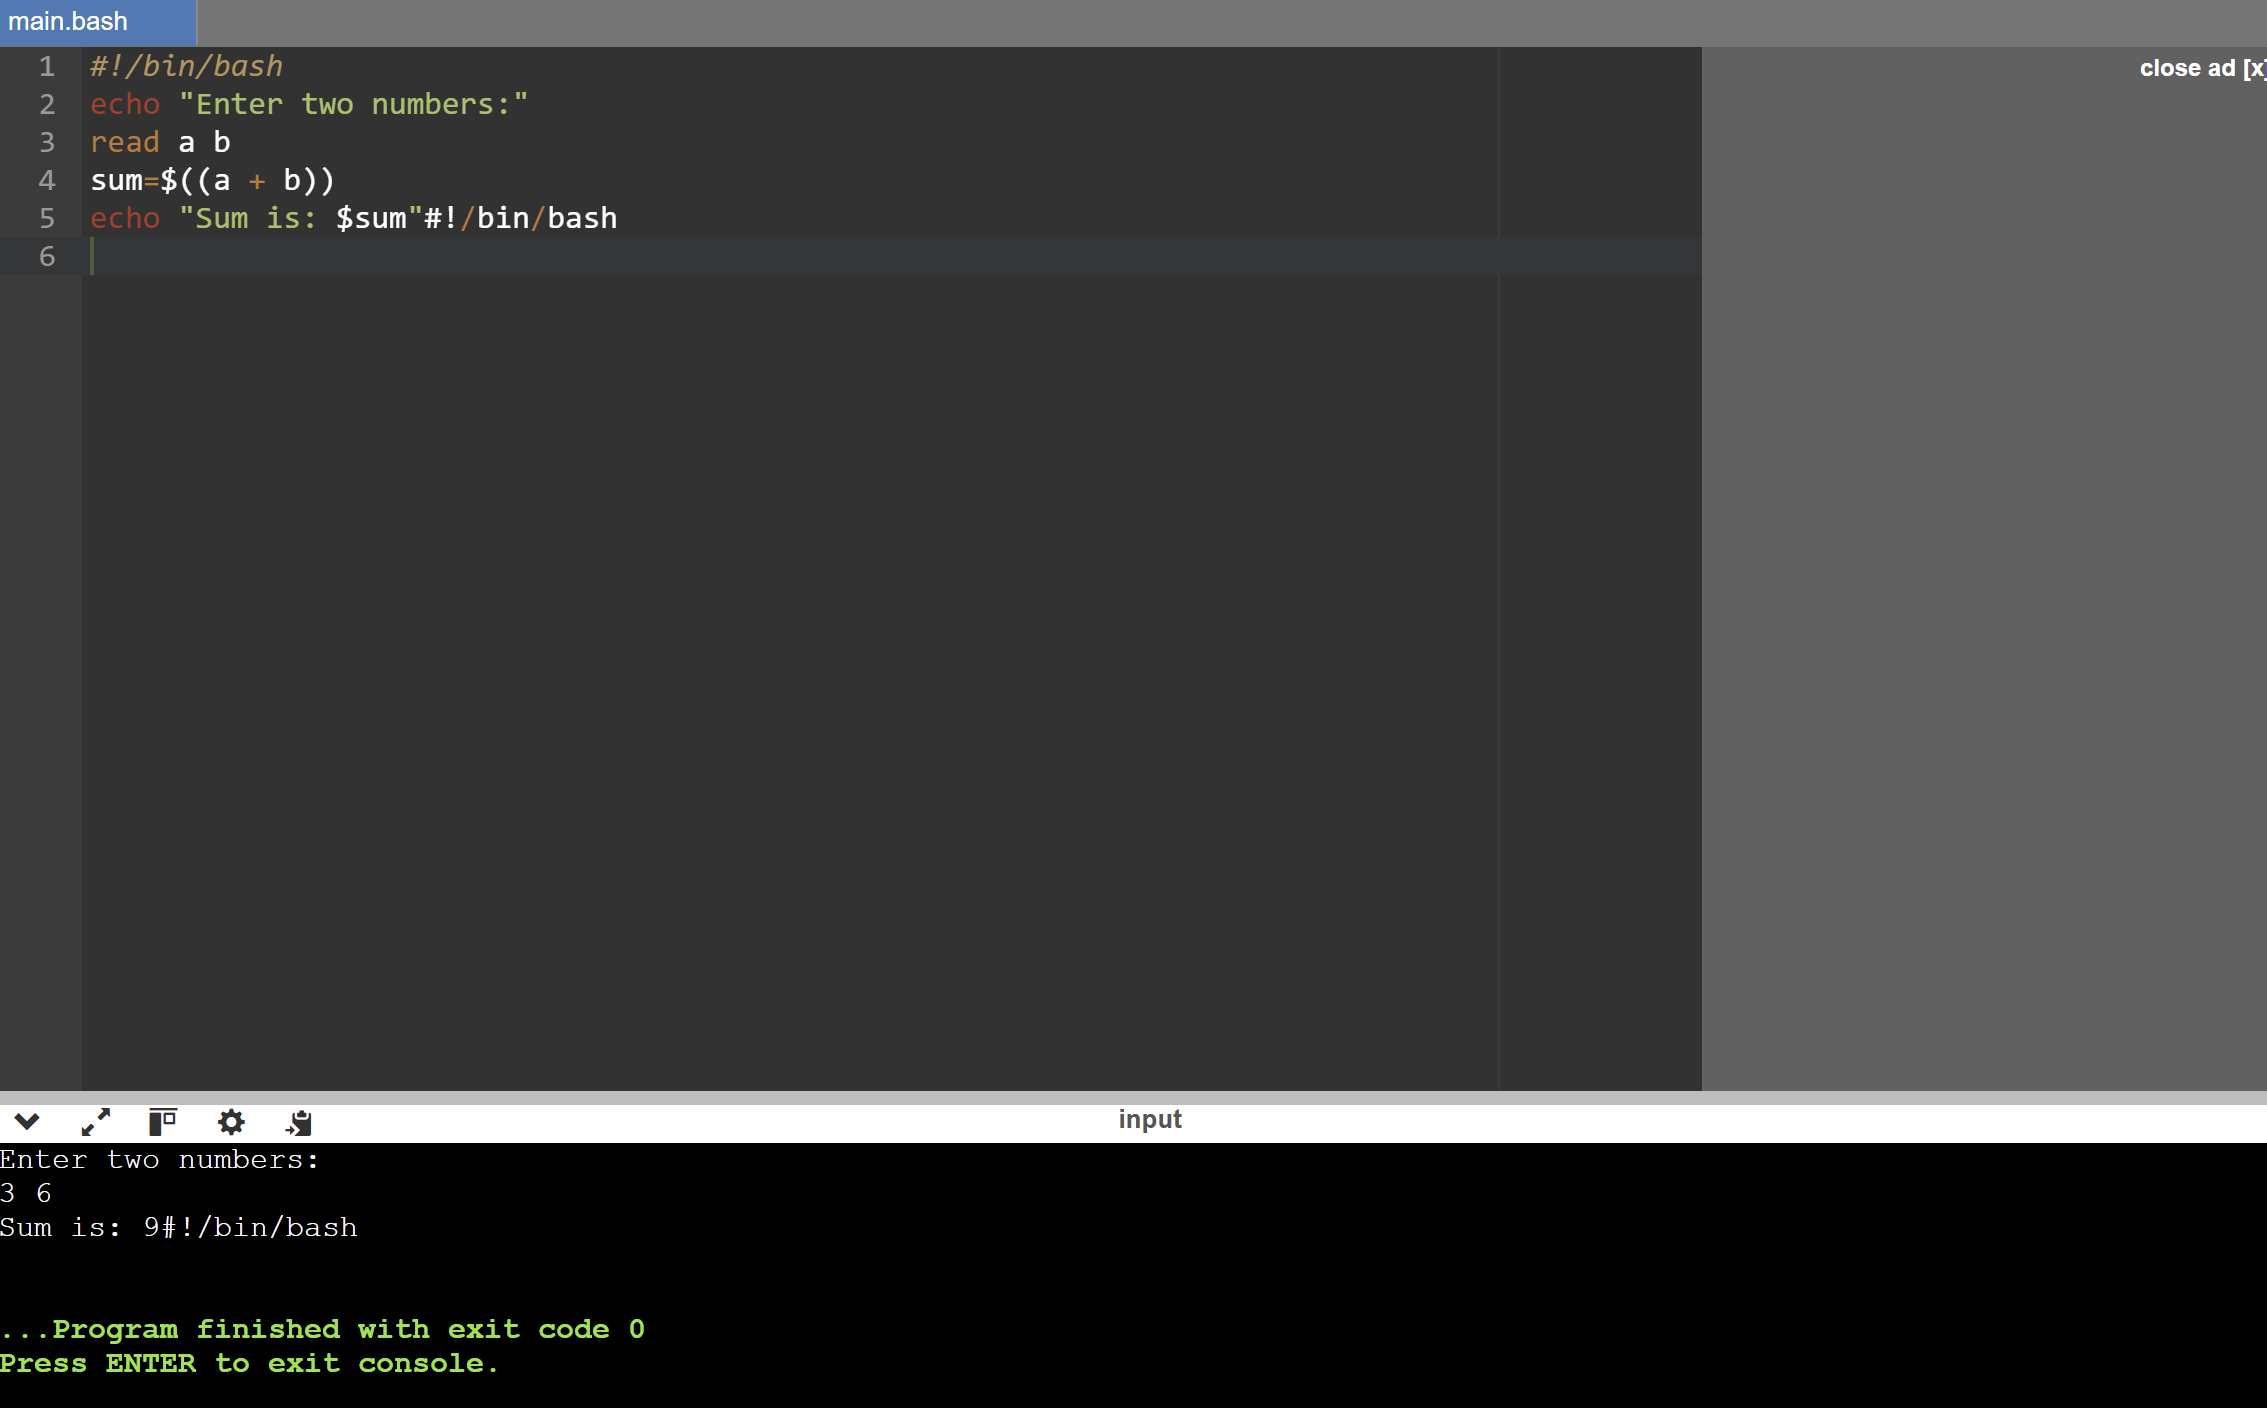 main.bash
close ad [x]
1 #!/bin/bash
2 echo "Enter two numbers:"
3 read a b
4 sum=$((a + b))
5 echo "Sum is: $sum"#!/bin/bash
6
input
Enter two numbers:
3 6
Sum is: 9#!/bin/bash
...Program finished with exit code 0
Press ENTER to exit console.